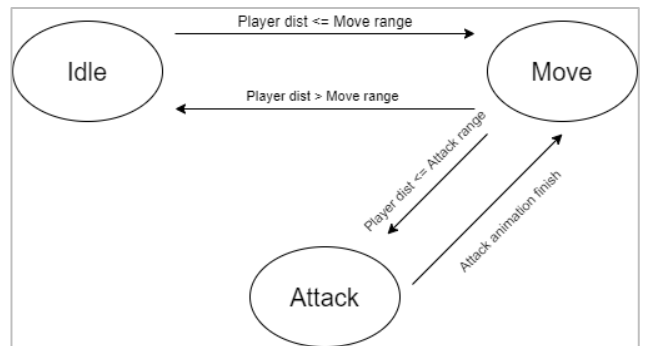 Player dist <= Move range
Idle
Move
Player dist > Move range
Player dist <= Attack range
Attack animation finish
Attack